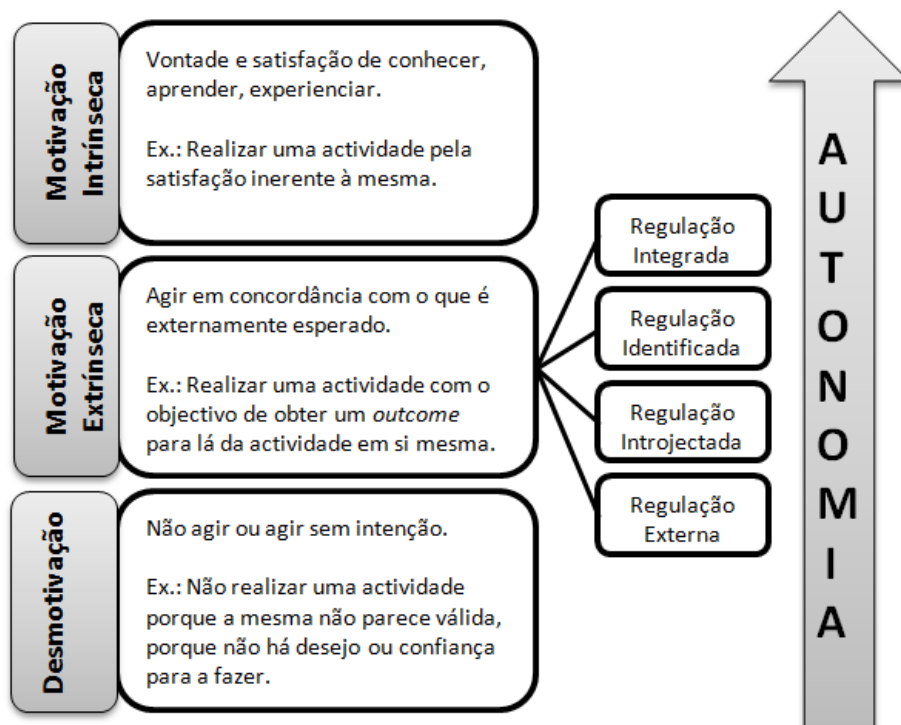 Motivação
Intrínseca
Vontade e satisfação de conhecer,
aprender, experienciar.
Ex.: Realizar uma actividade pela
satisfação inerente à mesma.
Motivação
Extrínseca
Agir em concordância com o que é
externamente esperado.
Ex.: Realizar uma actividade com o
objectivo de obter um outcome
para lá da actividade em si mesma.
Regulação
Integrada
Regulação
Identificada
Regulação
Introjectada
Regulação
Externa
Desmotivação
Não agir ou agir sem intenção.
Ex.: Não realizar uma actividade
porque a mesma não parece válida,
porque não há desejo ou confiança
para a fazer.
AUTONOMIA